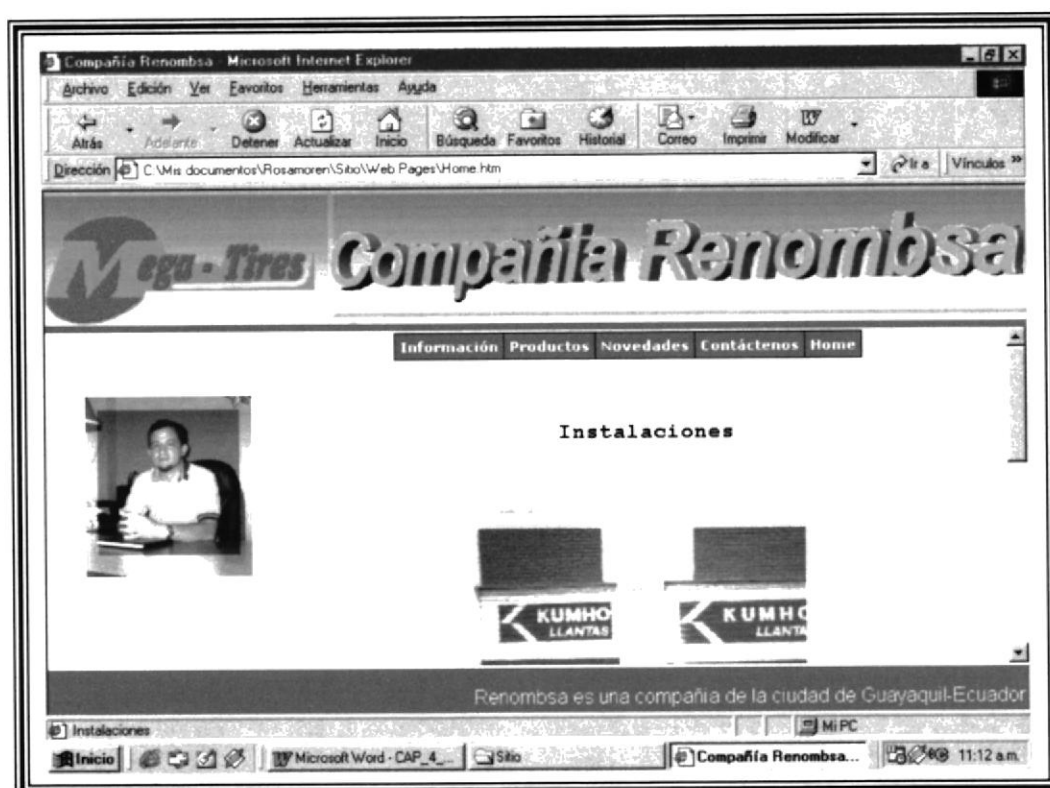 Compañía Renombsa - Microsoft Internet Explorer
Archivo Edición Ver Favoritos Herramientas Ayuda
Atrás Adelante Detener Actualizar Inicio Búsqueda Favoritos Historial Correo Imprimir Modificar
Dirección C:\Mis documentos\Rosamoren\Sitio\Web Pages\Home.htm Ir a Vínculos »
Mega - Tires Compañía Renombsa
Información Productos Novedades Contáctenos Home
Instalaciones
KUMHO KUMHO
LLANTAS LLANTA
Renombsa es una compañia de la ciudad de Guayaquil-Ecuador
Instalaciones Mi PC
Inicio Microsoft Word - CAP_4_... Sitio Compañía Renombsa... 11:12 a.m.